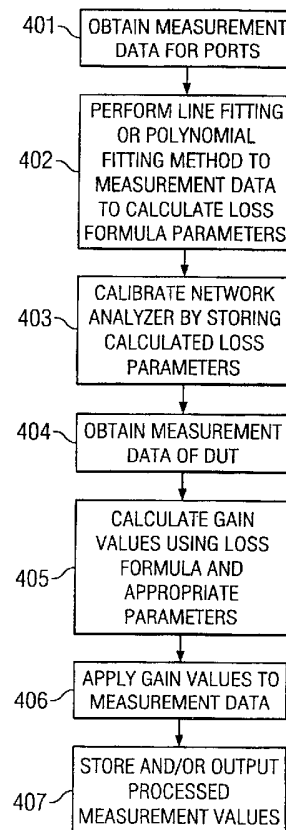 401
OBTAIN MEASUREMENT
DATA FOR PORTS
402
PERFORM LINE FITTING
OR POLYNOMIAL
FITTING METHOD TO
MEASUREMENT DATA
TO CALCULATE LOSS
FORMULA PARAMETERS
403
CALIBRATE NETWORK
ANALYZER BY STORING
CALCULATED LOSS
PARAMETERS
404
OBTAIN MEASUREMENT
DATA OF DUT
405
CALCULATE GAIN
VALUES USING LOSS
FORMULA AND
APPROPRIATE
PARAMETERS
406
APPLY GAIN VALUES TO
MEASUREMENT DATA
407
STORE AND/OR OUTPUT
PROCESSED
MEASUREMENT VALUES